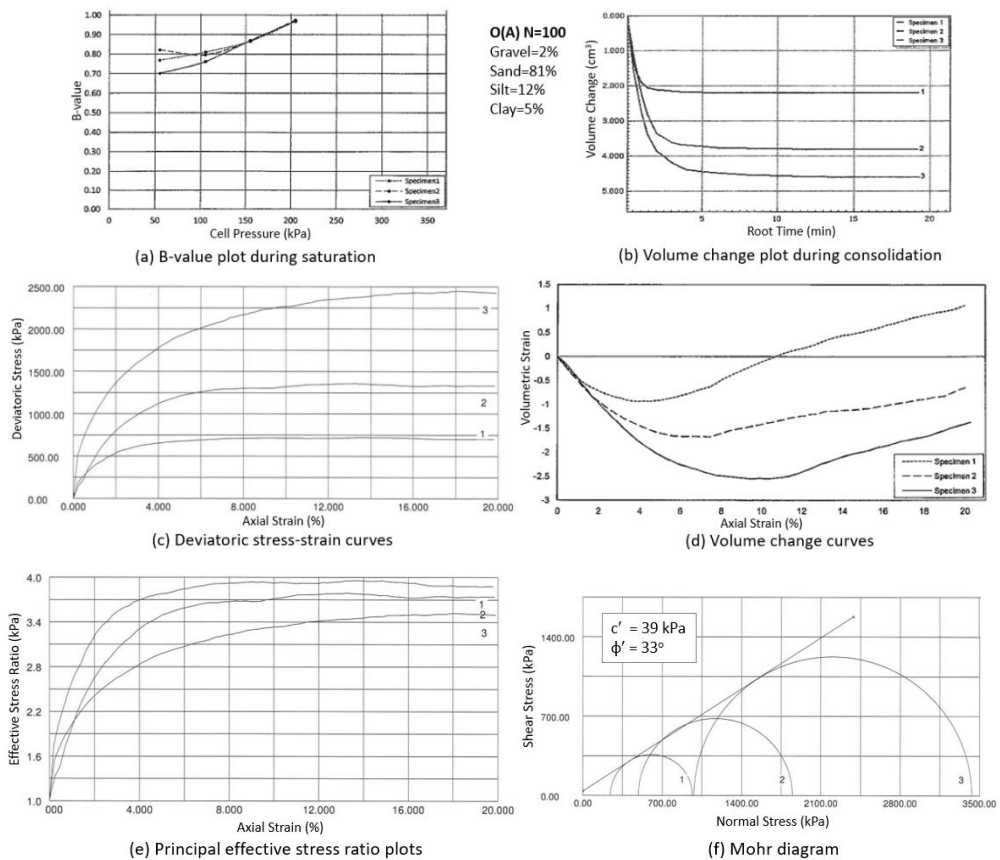 1.00
0.90
0.80
0.70
0.60
0.50
0.40
0.30
0.20
0.10
0.00
B-value
0 50 100 150 200 250 300 350
Cell Pressure (kPa)
Specimen1
Specimen2
Specimen3
(a) B-value plot during saturation
O(A) N=100
Gravel=2%
Sand=81%
Silt=12%
Clay=5%
0.000
1.000
2.000
3.000
4.000
5.000
Volume Change (cm³)
Specimen 1
Specimen 2
Specimen 3
1
2
3
5 10 15 20
Root Time (min)
(b) Volume change plot during consolidation
2500.00
2000.00
1500.00
1000.00
500.00
0.00
Deviatoric Stress (kPa)
3
2
1
0.000 4.000 8.000 12.000 16.000 20.000
Axial Strain (%)
(c) Deviatoric stress-strain curves
1.5
1
0.5
0
-0.5
-1
-1.5
-2
-2.5
-3
Volumetric Strain
Specimen 1
Specimen 2
Specimen 3
0 2 4 6 8 10 12 14 16 18 20
Axial Strain (%)
(d) Volume change curves
4.0
3.4
2.8
2.2
1.6
1.0
Effective Stress Ratio (kPa)
1
2
3
.000 4.000 8.000 12.000 16.000 20.000
Axial Strain (%)
(e) Principal effective stress ratio plots
c′ = 39 kPa
ϕ′ = 33°
1400.00
700.00
0.00
Shear Stress (kPa)
1 2 3
0.00 700.00 1400.00 2100.00 2800.00 3500.00
Normal Stress (kPa)
(f) Mohr diagram